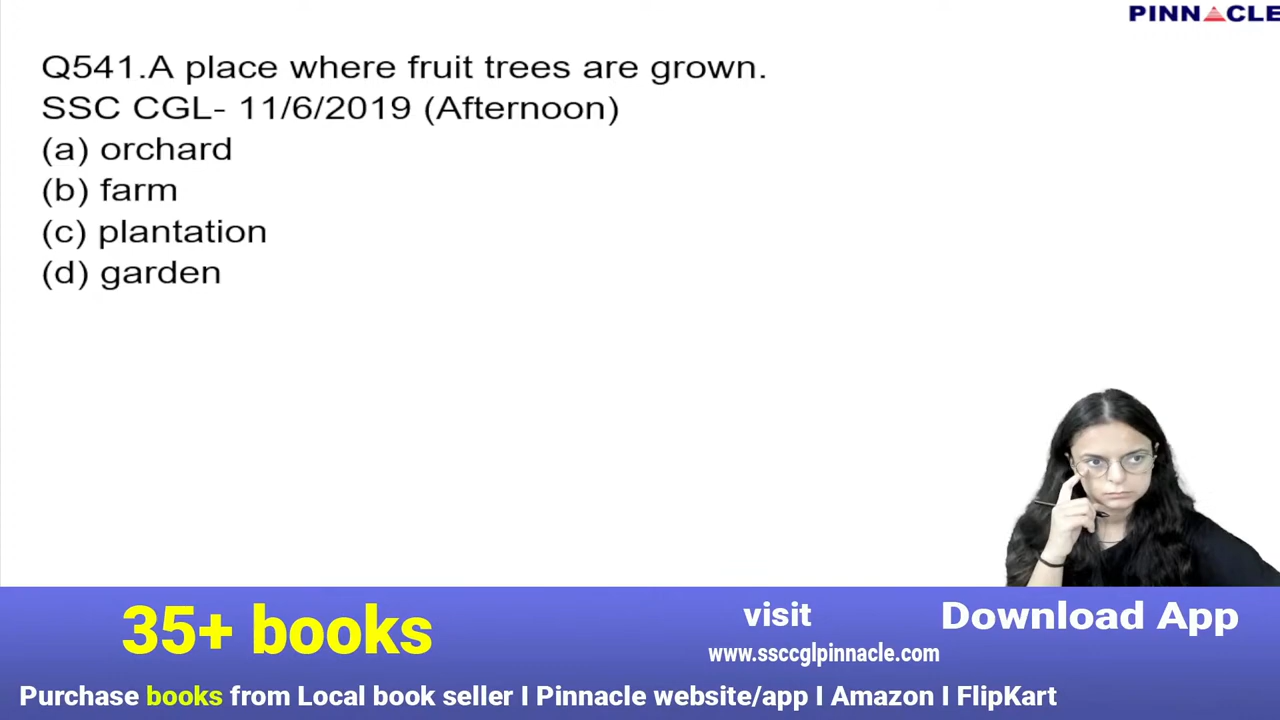 PINNACLE
Q541.A place where fruit trees are grown.
SSC CGL- 11/6/2019 (Afternoon)
(a) orchard
(b) farm
(c) plantation
(d) garden
35+ books
visit
www.ssccglpinnacle.com
Download App
Purchase books from Local book seller I Pinnacle website/app I Amazon I FlipKart